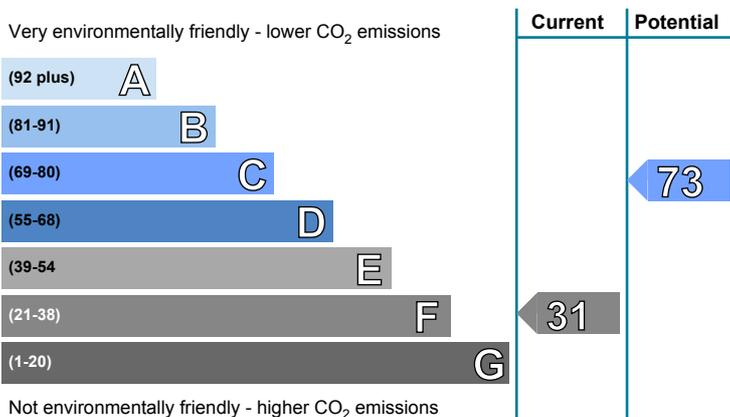 Current Potential
Very environmentally friendly - lower CO2 emissions
(92 plus) A
(81-91) B
(69-80) C
73
(55-68) D
(39-54 E
(21-38) F
31
(1-20) G
Not environmentally friendly - higher CO2 emissions